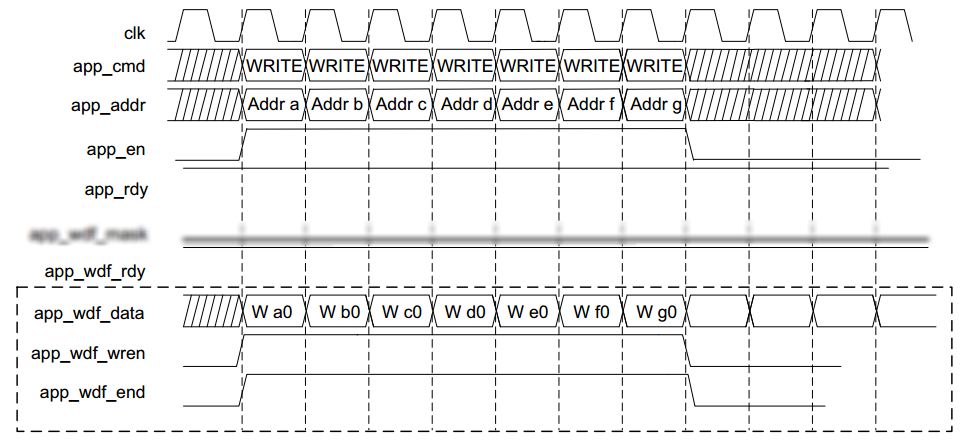 clk
app_cmd WRITE WRITE WRITE WRITE WRITE WRITE WRITE
app_addr Addr a Addr b Addr c Addr d Addr e Addr f Addr g
app_en
app_rdy
app_wdf_rdy
app_wdf_data W a0 W b0 W c0 W d0 W e0 W f0 W g0
app_wdf_wren
app_wdf_end